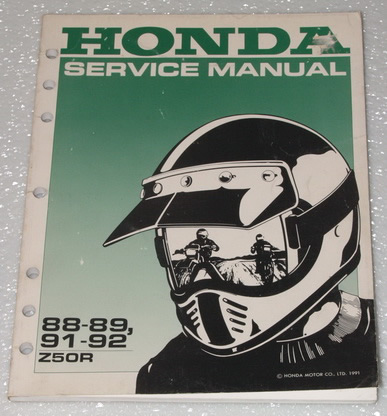 HONDA
SERVICE MANUAL
88-89,
91-92
Z50R
© HONDA MOTOR CO., LTD. 1991